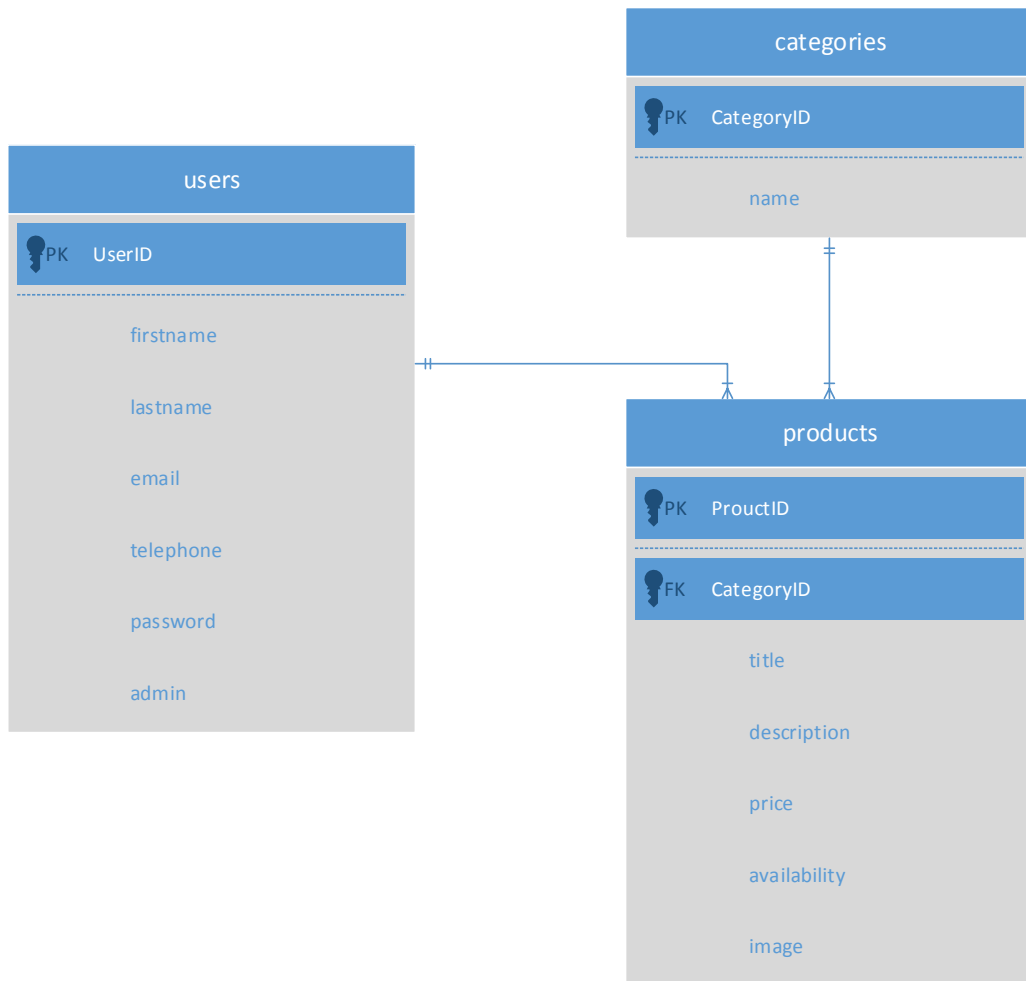 users
PK UserID
firstname
lastname
email
telephone
password
admin
categories
PK CategoryID
name
products
PK ProuctID
FK CategoryID
title
description
price
availability
image